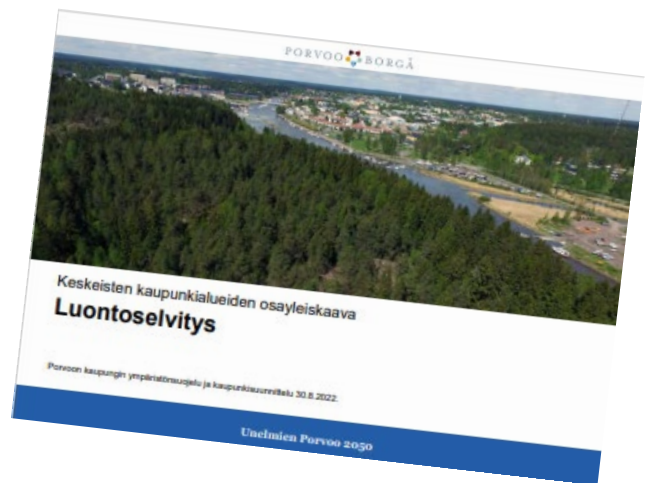 PORVOO BORGÅ
Keskeisten kaupunkialueiden osayleiskaava
Luontoselvitys
Porvoon kaupungin ympäristönsuojelu ja kaupunkisuunnittelu 30.8.2022.
Unelmien Porvoo 2050